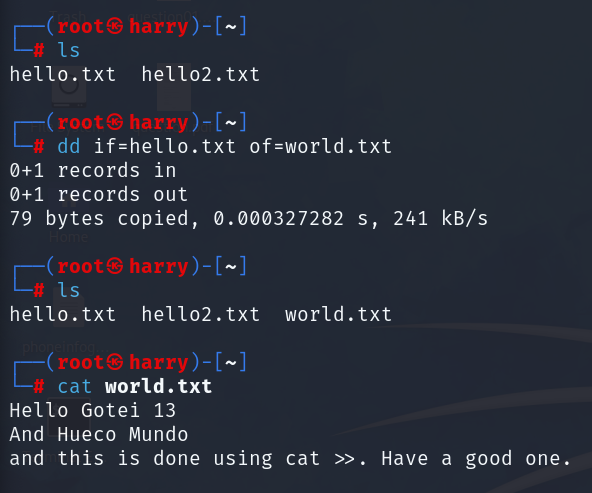 ┌──(root㉿harry)-[~]
└─# ls
hello.txt  hello2.txt
┌──(root㉿harry)-[~]
└─# dd if=hello.txt of=world.txt
0+1 records in
0+1 records out
79 bytes copied, 0.000327282 s, 241 kB/s
┌──(root㉿harry)-[~]
└─# ls
hello.txt  hello2.txt  world.txt
┌──(root㉿harry)-[~]
└─# cat world.txt
Hello Gotei 13
And Hueco Mundo
and this is done using cat >>. Have a good one.